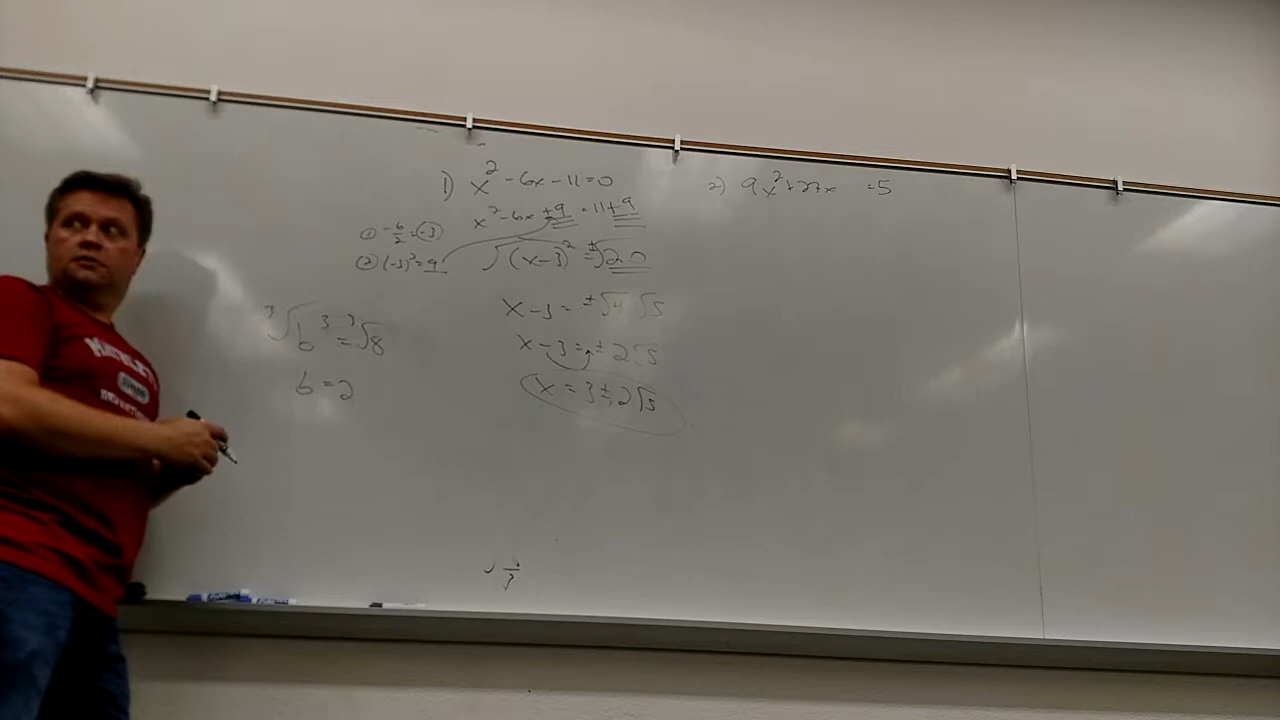 1) x² - 6x - 11 = 0
x² - 6x + 9 = 11 + 9
① -6/2 = (-3)
② (-3)² = 9
√(x-3)² = ±√20
x - 3 = ±√4 √5
x - 3 = ± 2√5
x = 3 ± 2√5
³√b³ = ³√8
b = 2
2) 9x² + 27x = 5